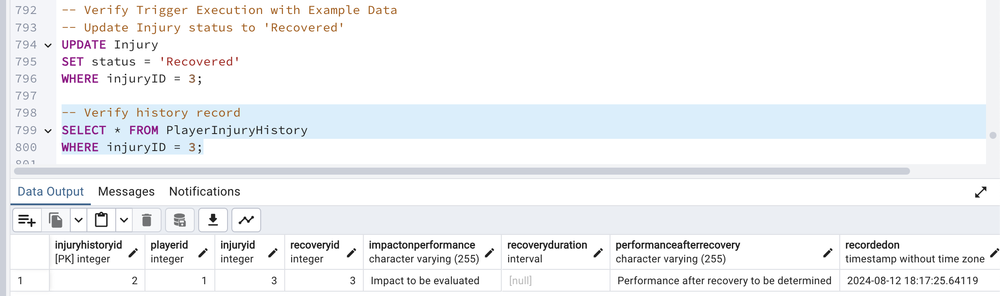 792 -- Verify Trigger Execution with Example Data
793 -- Update Injury status to 'Recovered'
794 UPDATE Injury
795 SET status = 'Recovered'
796 WHERE injuryID = 3;
797
798 -- Verify history record
799 SELECT * FROM PlayerInjuryHistory
800 WHERE injuryID = 3;
801
Data Output Messages Notifications
injuryhistoryid playerid injuryid recoveryid impactonperformance recoveryduration performanceafterrecovery recordedon
[PK] integer integer integer integer character varying (255) interval character varying (255) timestamp without time zone
1 2 1 3 3 Impact to be evaluated [null] Performance after recovery to be determined 2024-08-12 18:17:25.64119